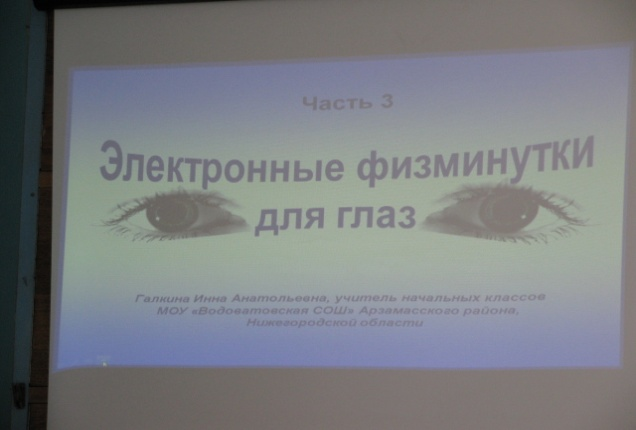 Часть 3
Электронные физминутки
для глаз
Галкина Инна Анатольевна, учитель начальных классов
МОУ «Водоватовская СОШ» Арзамасского района,
Нижегородской области